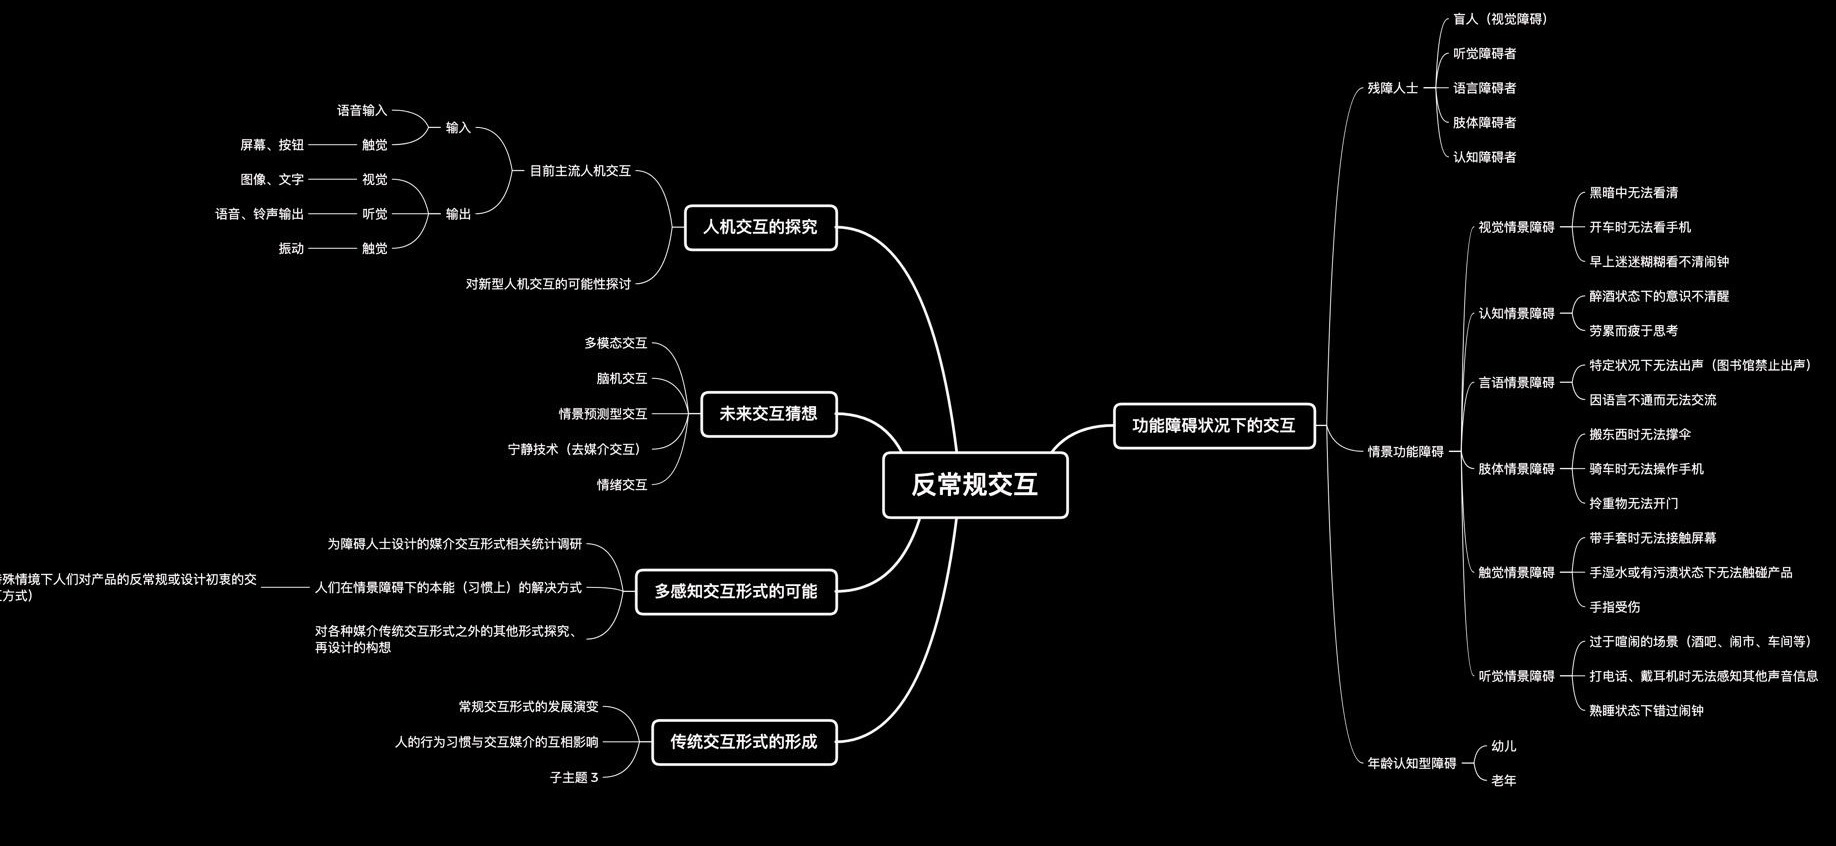 反常规交互
人机交互的探究
目前主流人机交互
输入
语音输入
触觉
屏幕、按钮
输出
视觉
图像、文字
听觉
语音、铃声输出
触觉
振动
对新型人机交互的可能性探讨
未来交互猜想
多模态交互
脑机交互
情景预测型交互
宁静技术（去媒介交互）
情绪交互
多感知交互形式的可能
为障碍人士设计的媒介交互形式相关统计调研
人们在情景障碍下的本能（习惯上）的解决方式
殊情境下人们对产品的反常规或设计初衷的交
方式）
对各种媒介传统交互形式之外的其他形式探究、
再设计的构想
传统交互形式的形成
常规交互形式的发展演变
人的行为习惯与交互媒介的互相影响
子主题 3
功能障碍状况下的交互
残障人士
盲人（视觉障碍）
听觉障碍者
语言障碍者
肢体障碍者
认知障碍者
情景功能障碍
视觉情景障碍
黑暗中无法看清
开车时无法看手机
早上迷迷糊糊看不清闹钟
认知情景障碍
醉酒状态下的意识不清醒
劳累而疲于思考
言语情景障碍
特定状况下无法出声（图书馆禁止出声）
因语言不通而无法交流
肢体情景障碍
搬东西时无法撑伞
骑车时无法操作手机
拎重物无法开门
触觉情景障碍
带手套时无法接触屏幕
手湿水或有污渍状态下无法触碰产品
手指受伤
听觉情景障碍
过于喧闹的场景（酒吧、闹市、车间等）
打电话、戴耳机时无法感知其他声音信息
熟睡状态下错过闹钟
年龄认知型障碍
幼儿
老年